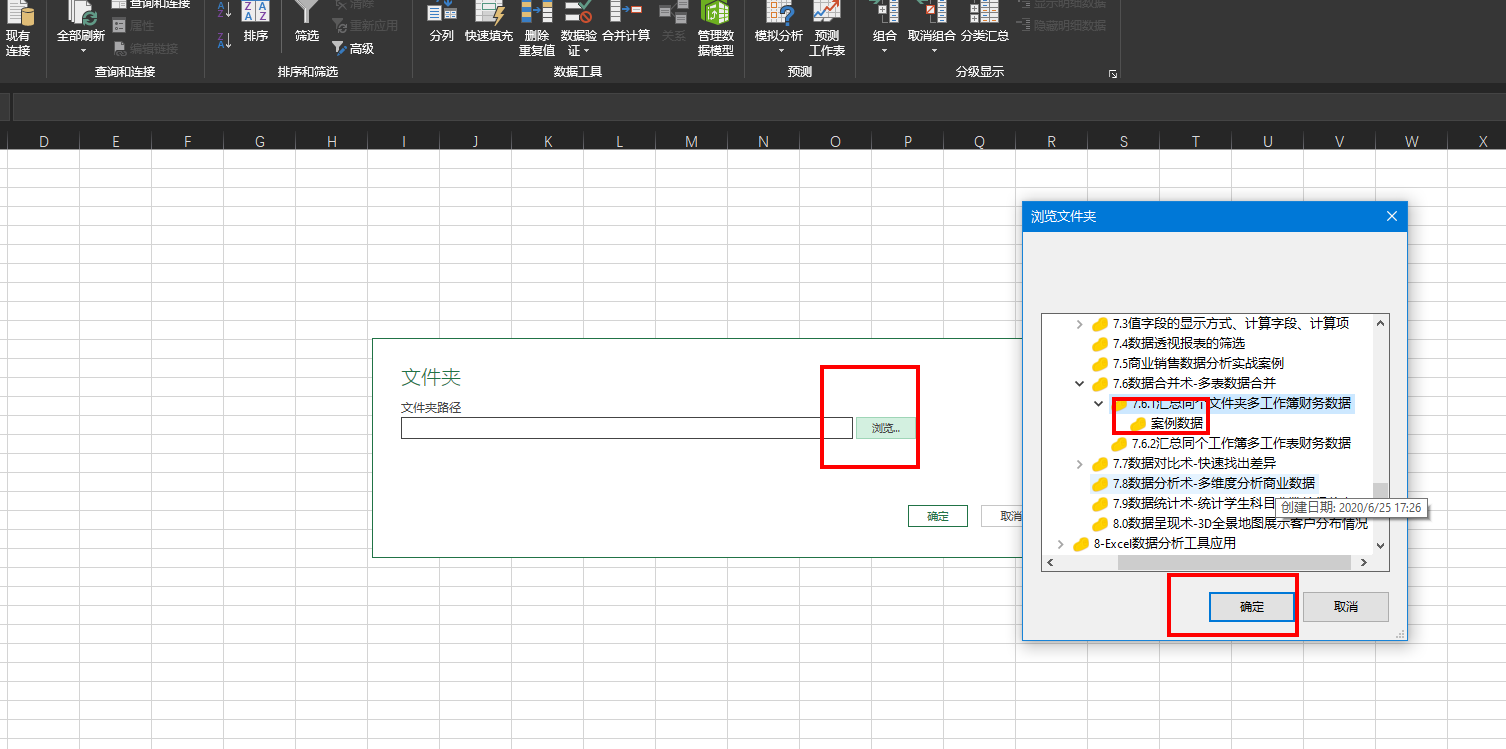 查询和连接
清除
显示明细数据
属性
重新应用
隐藏明细数据
现有
连接
全部刷新
编辑链接
排序
筛选
高级
分列
快速填充
删除
重复值
数据验
证
合并计算
关系
管理数
据模型
模拟分析
预测
工作表
组合
取消组合
分类汇总
查询和连接
排序和筛选
数据工具
预测
分级显示
D E F G H I J K L M N O P Q R S T U V W X
浏览文件夹
7.3值字段的显示方式、计算字段、计算项
7.4数据透视报表的筛选
7.5商业销售数据分析实战案例
7.6数据合并术-多表数据合并
7.6.1汇总同个文件夹多工作簿财务数据
案例数据
7.6.2汇总同个工作簿多工作表财务数据
7.7数据对比术-快速找出差异
7.8数据分析术-多维度分析商业数据
7.9数据统计术-统计学生科目
创建日期: 2020/6/25 17:26
8.0数据呈现术-3D全景地图展示客户分布情况
8-Excel数据分析工具应用
确定
取消
文件夹
文件夹路径
浏览...
确定
取消